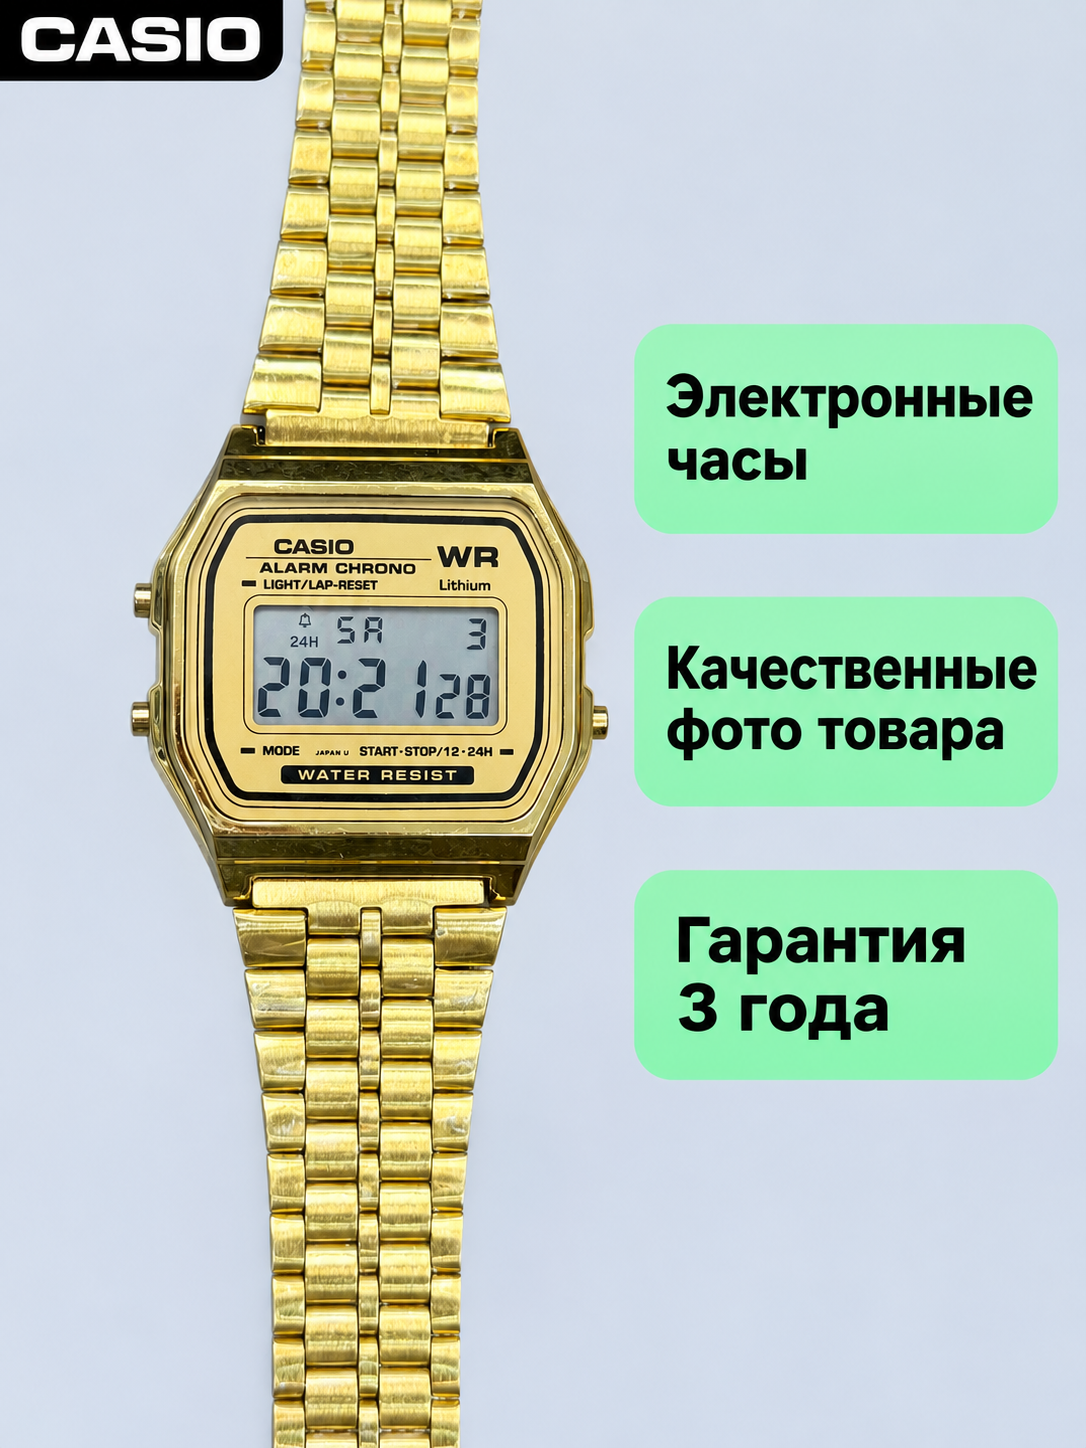 CASIO
Электронные
часы
CASIO
WR
ALARM CHRONO
LIGHT/LAP-RESET
Lithium
24H SA 3
20:21 28
Качественные
фото товара
MODE JAPAN U START·STOP/12·24H
WATER RESIST
Гарантия
3 года